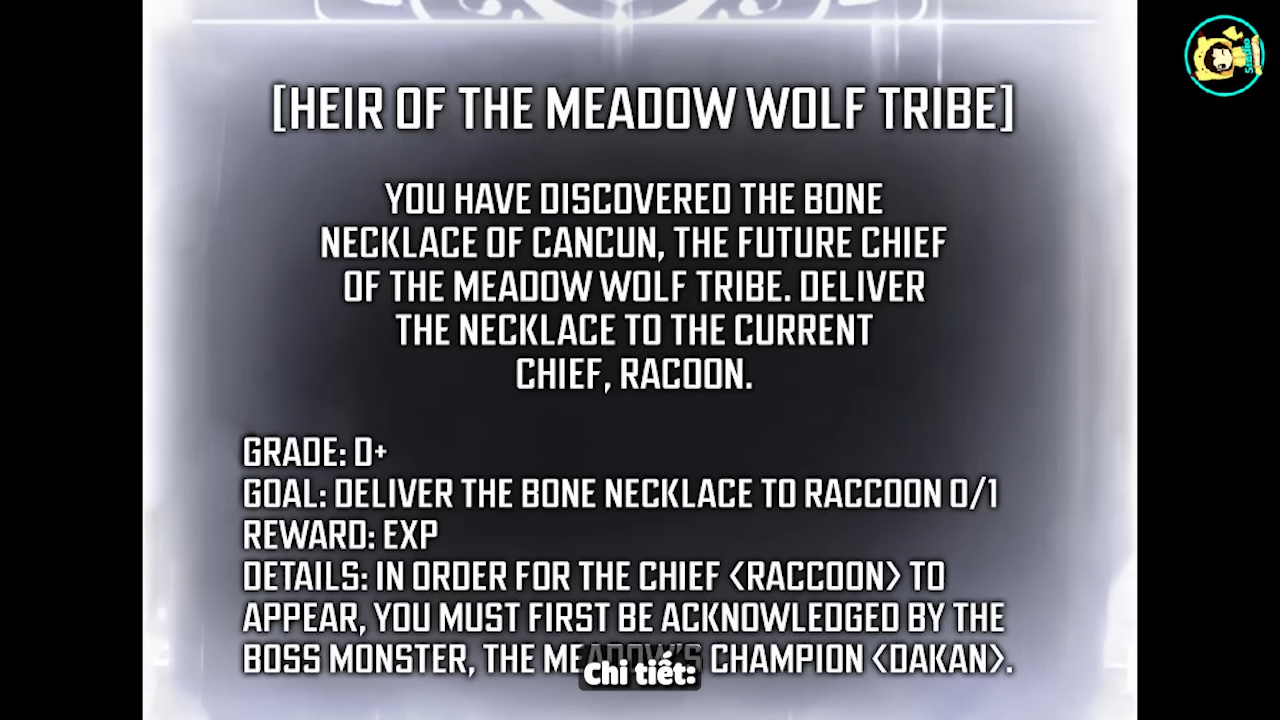 [HEIR OF THE MEADOW WOLF TRIBE]
YOU HAVE DISCOVERED THE BONE
NECKLACE OF CANCUN, THE FUTURE CHIEF
OF THE MEADOW WOLF TRIBE. DELIVER
THE NECKLACE TO THE CURRENT
CHIEF, RACOON.
GRADE: D+
GOAL: DELIVER THE BONE NECKLACE TO RACCOON 0/1
REWARD: EXP
DETAILS: IN ORDER FOR THE CHIEF <RACCOON> TO
APPEAR, YOU MUST FIRST BE ACKNOWLEDGED BY THE
BOSS MONSTER, THE MEADOW'S CHAMPION <DAKAN>.
Chi tiết:
Studio